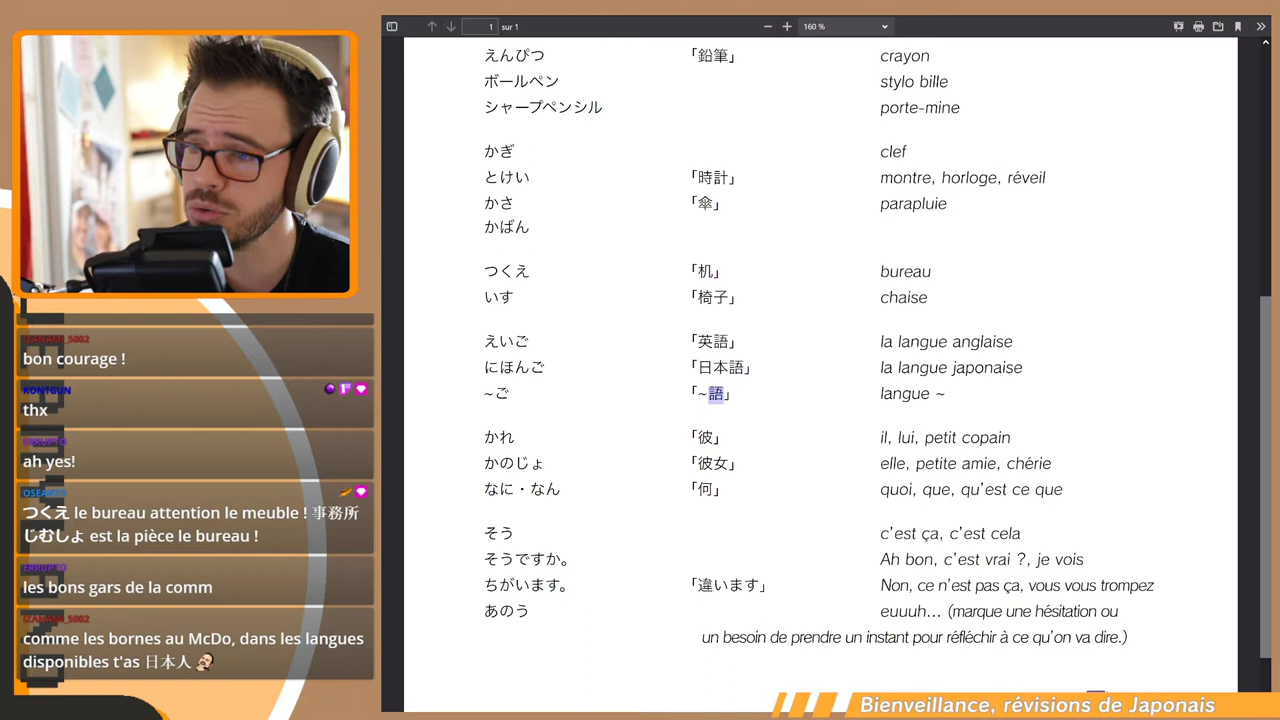 1 sur 1
160 %
えんぴつ 「鉛筆」 crayon
ボールペン stylo bille
シャープペンシル porte-mine
かぎ clef
とけい 「時計」 montre, horloge, réveil
かさ 「傘」 parapluie
かばん
つくえ 「机」 bureau
いす 「椅子」 chaise
えいご 「英語」 la langue anglaise
にほんご 「日本語」 la langue japonaise
~ご 「~語」 langue ~
かれ 「彼」 il, lui, petit copain
かのじょ 「彼女」 elle, petite amie, chérie
なに・なん 「何」 quoi, que, qu’est ce que
そう c’est ça, c’est cela
そうですか。 Ah bon, c’est vrai ?, je vois
ちがいます。 「違います」 Non, ce n’est pas ça, vous vous trompez
あのう euuuh… (marque une hésitation ou
un besoin de prendre un instant pour réfléchir à ce qu’on va dire.)
IZANAMI_5002
bon courage !
KON1GUN
thx
ERRUPTO
ah yes!
つくえ le bureau attention le meuble ! 事務所
じむしょ est la pièce le bureau !
ERRUPTO
les bons gars de la comm
IZANAMI_5002
comme les bornes au McDo, dans les langues
disponibles t'as 日本人
Bienveillance, révisions de Japonais